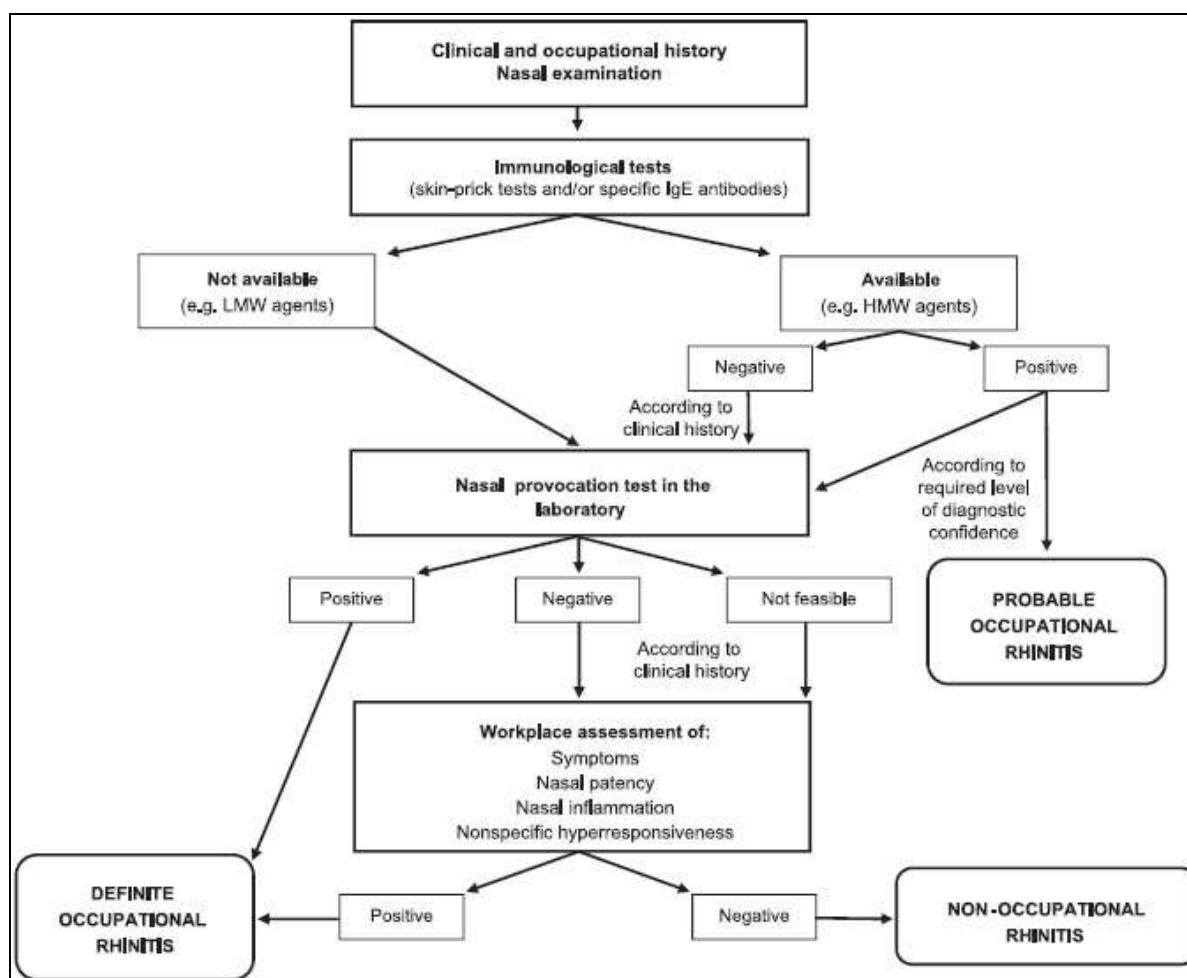 Clinical and occupational history
Nasal examination
Immunological tests
(skin-prick tests and/or specific IgE antibodies)
Not available
(e.g. LMW agents)
Available
(e.g. HMW agents)
Negative
Positive
According to
clinical history
According to
required level
of diagnostic
confidence
Nasal provocation test in the
laboratory
Positive
Negative
Not feasible
According to
clinical history
PROBABLE
OCCUPATIONAL
RHINITIS
Workplace assessment of:
Symptoms
Nasal patency
Nasal inflammation
Nonspecific hyperresponsiveness
DEFINITE
OCCUPATIONAL
RHINITIS
Positive
Negative
NON-OCCUPATIONAL
RHINITIS